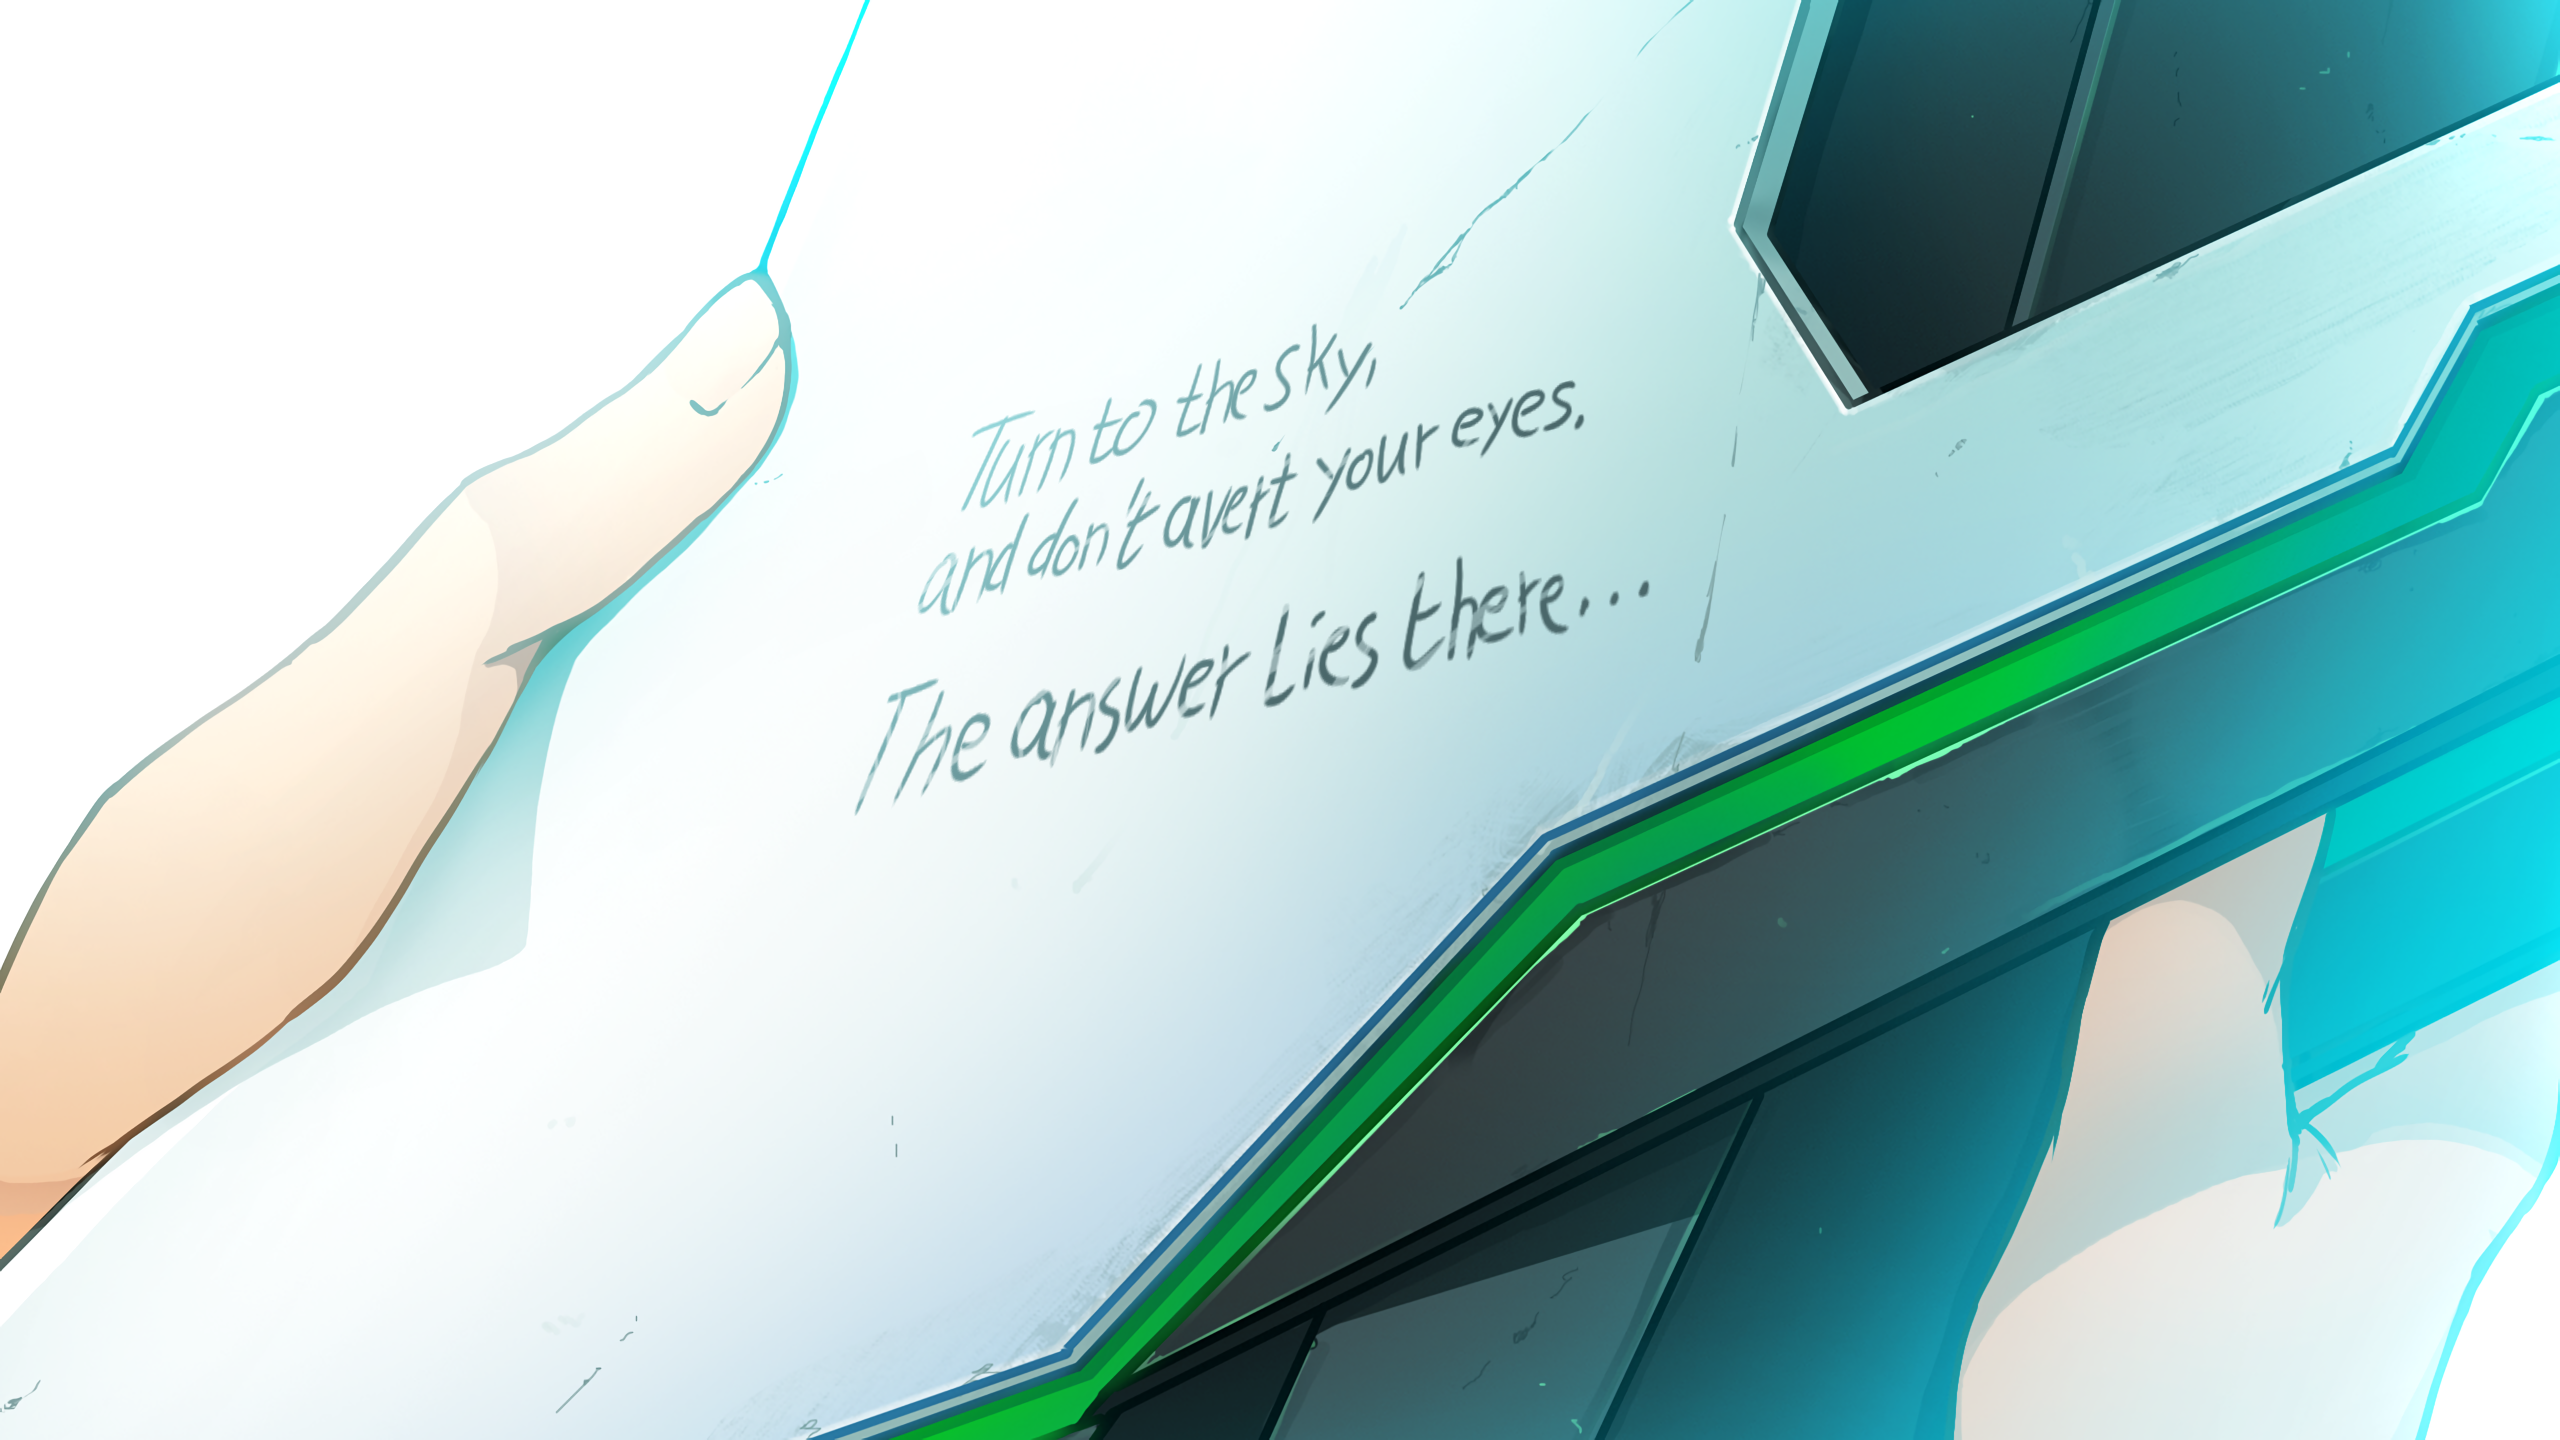 Turn to the sky,
and don't avert your eyes.
The answer Lies there...